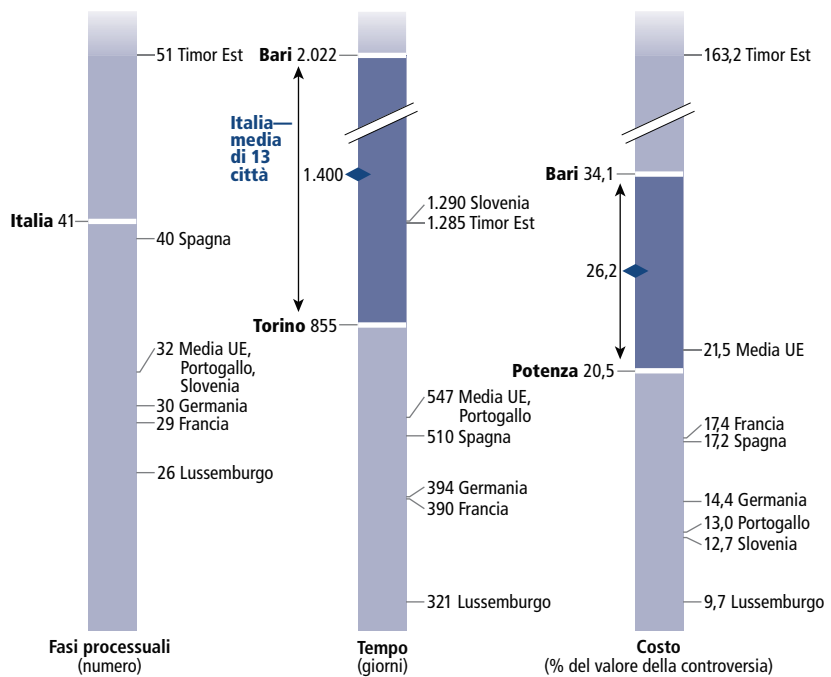 51 Timor Est
Italia 41
40 Spagna
32 Media UE,
Portogallo,
Slovenia
30 Germania
29 Francia
26 Lussemburgo
Fasi processuali
(numero)
Bari 2.022
Italia—
media
di 13
città
1.400
1.290 Slovenia
1.285 Timor Est
Torino 855
547 Media UE,
Portogallo
510 Spagna
394 Germania
390 Francia
321 Lussemburgo
Tempo
(giorni)
163,2 Timor Est
Bari 34,1
26,2
21,5 Media UE
Potenza 20,5
17,4 Francia
17,2 Spagna
14,4 Germania
13,0 Portogallo
12,7 Slovenia
9,7 Lussemburgo
Costo
(% del valore della controversia)